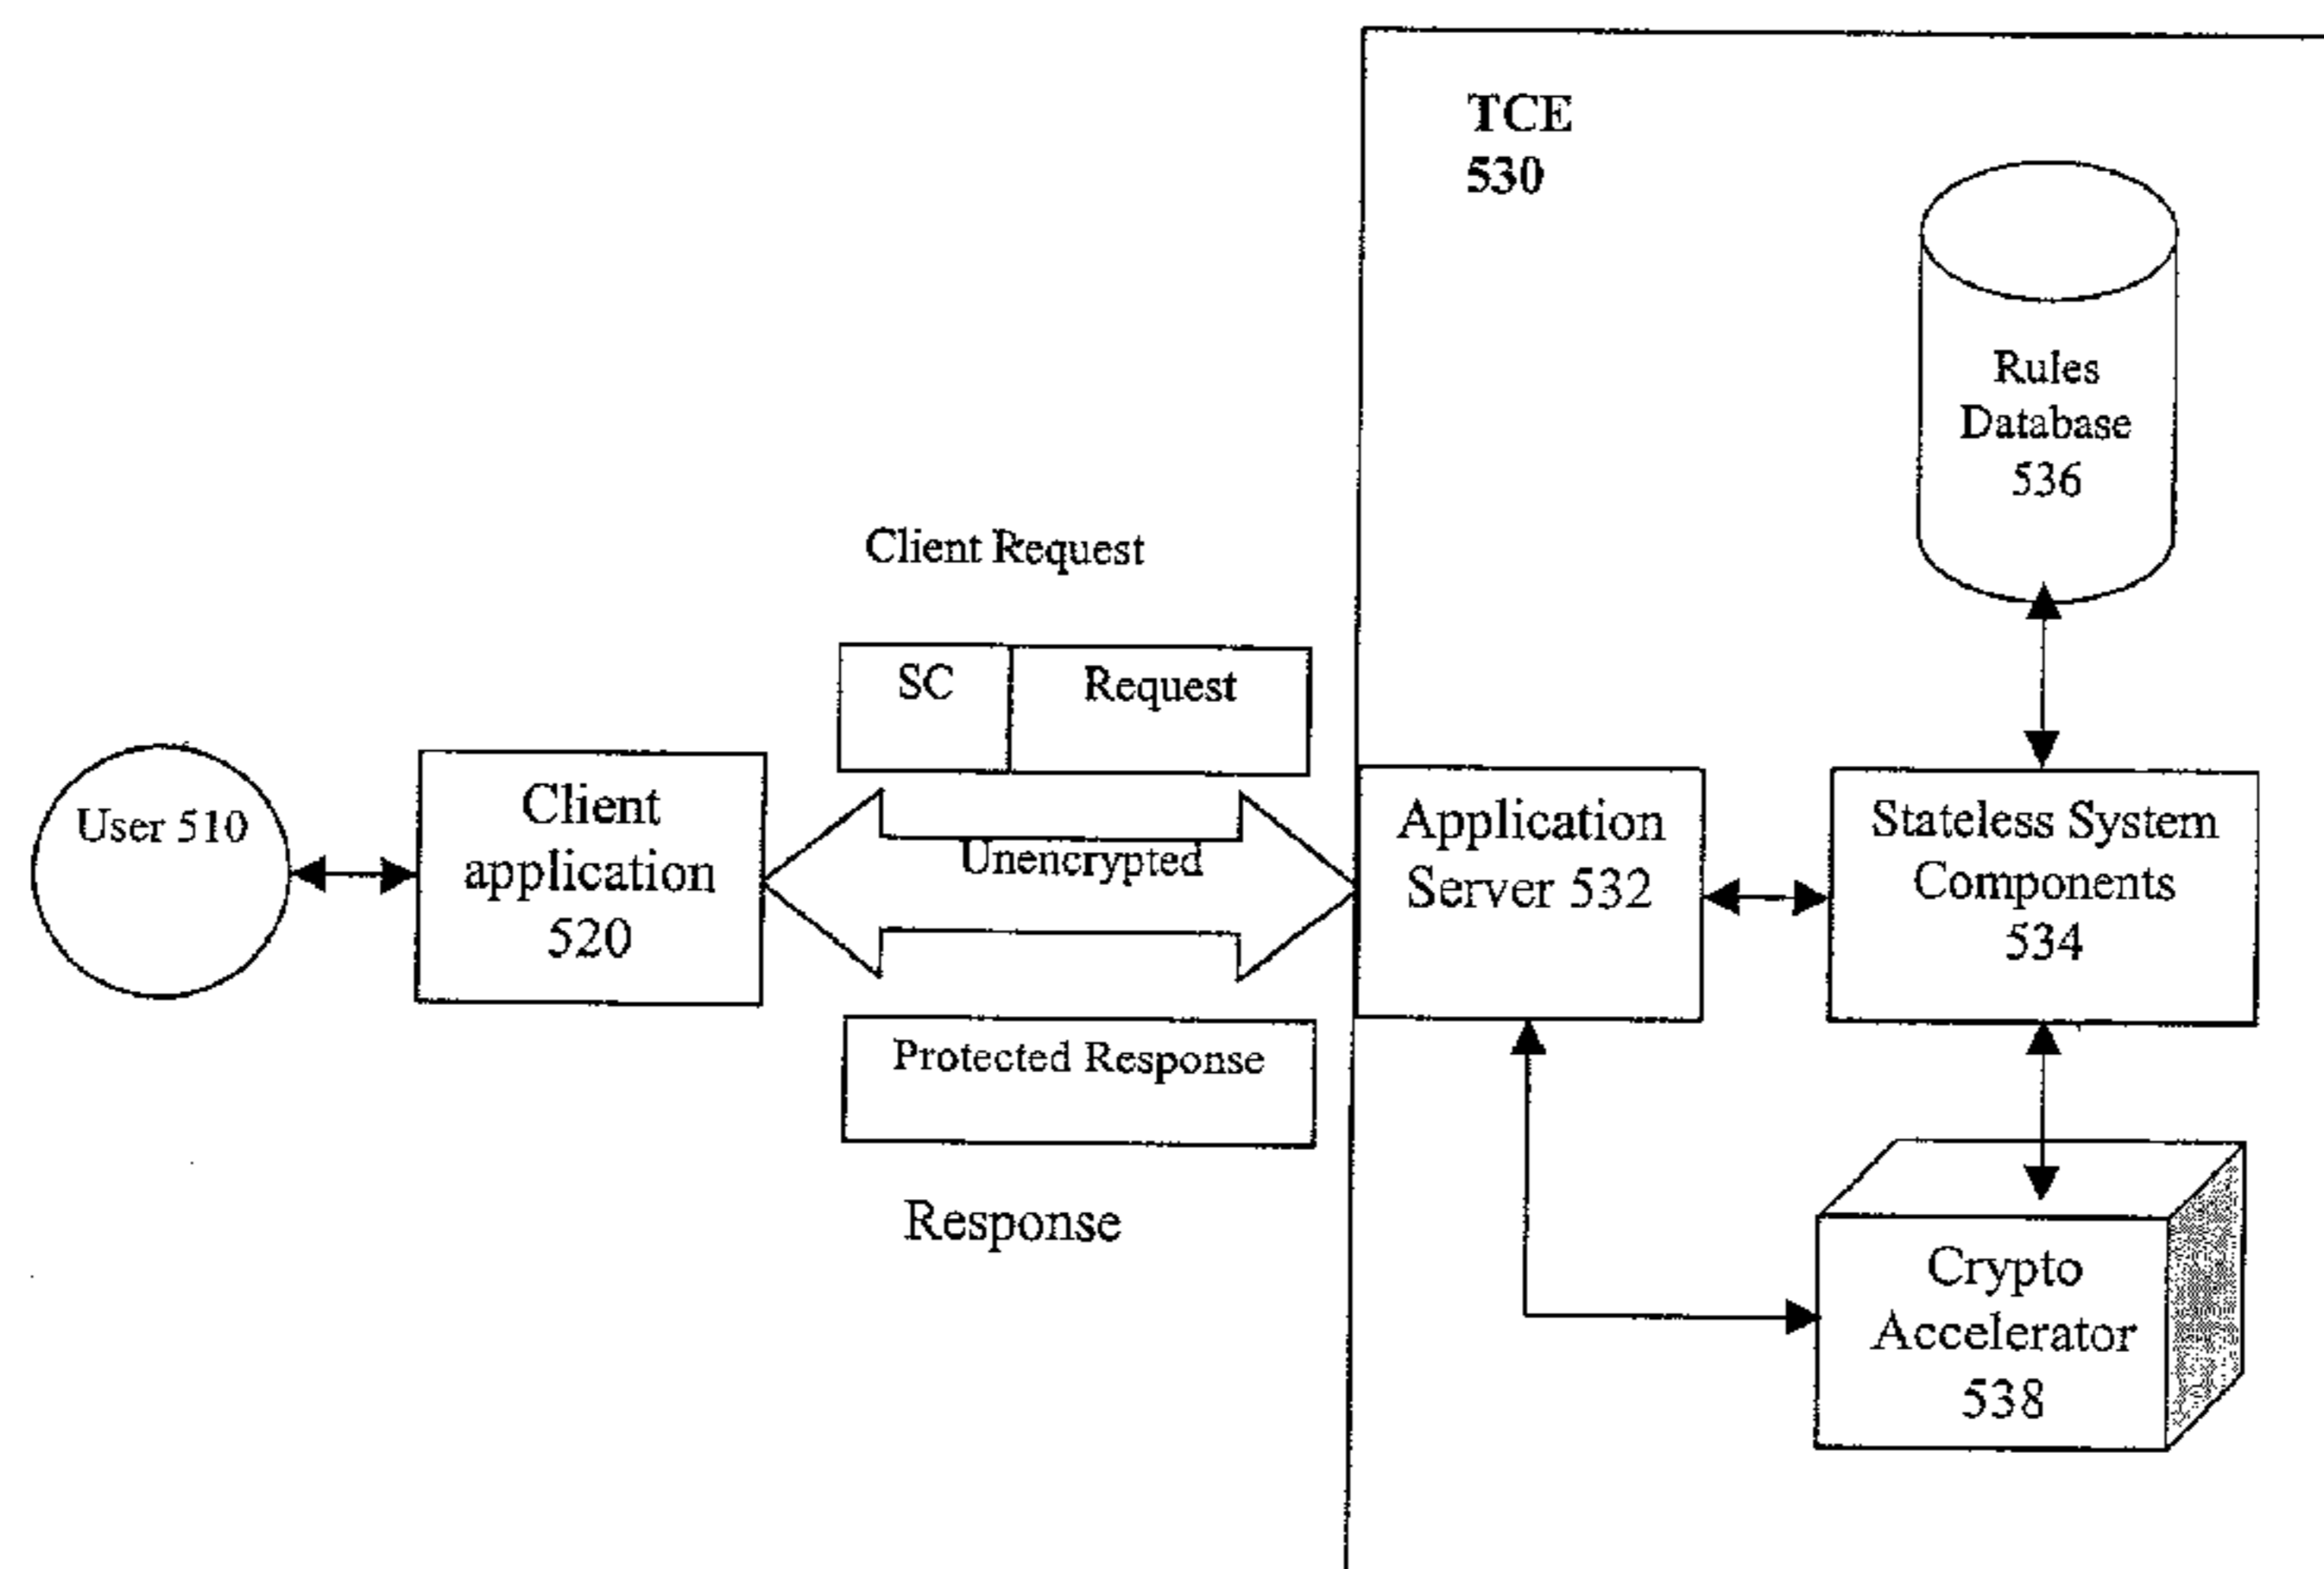 TCE
530
Rules
Database
536
Client Request
SC
Request
User 510
Client
application
520
Unencrypted
Application
Server 532
Stateless System
Components
534
Protected Response
Response
Crypto
Accelerator
538